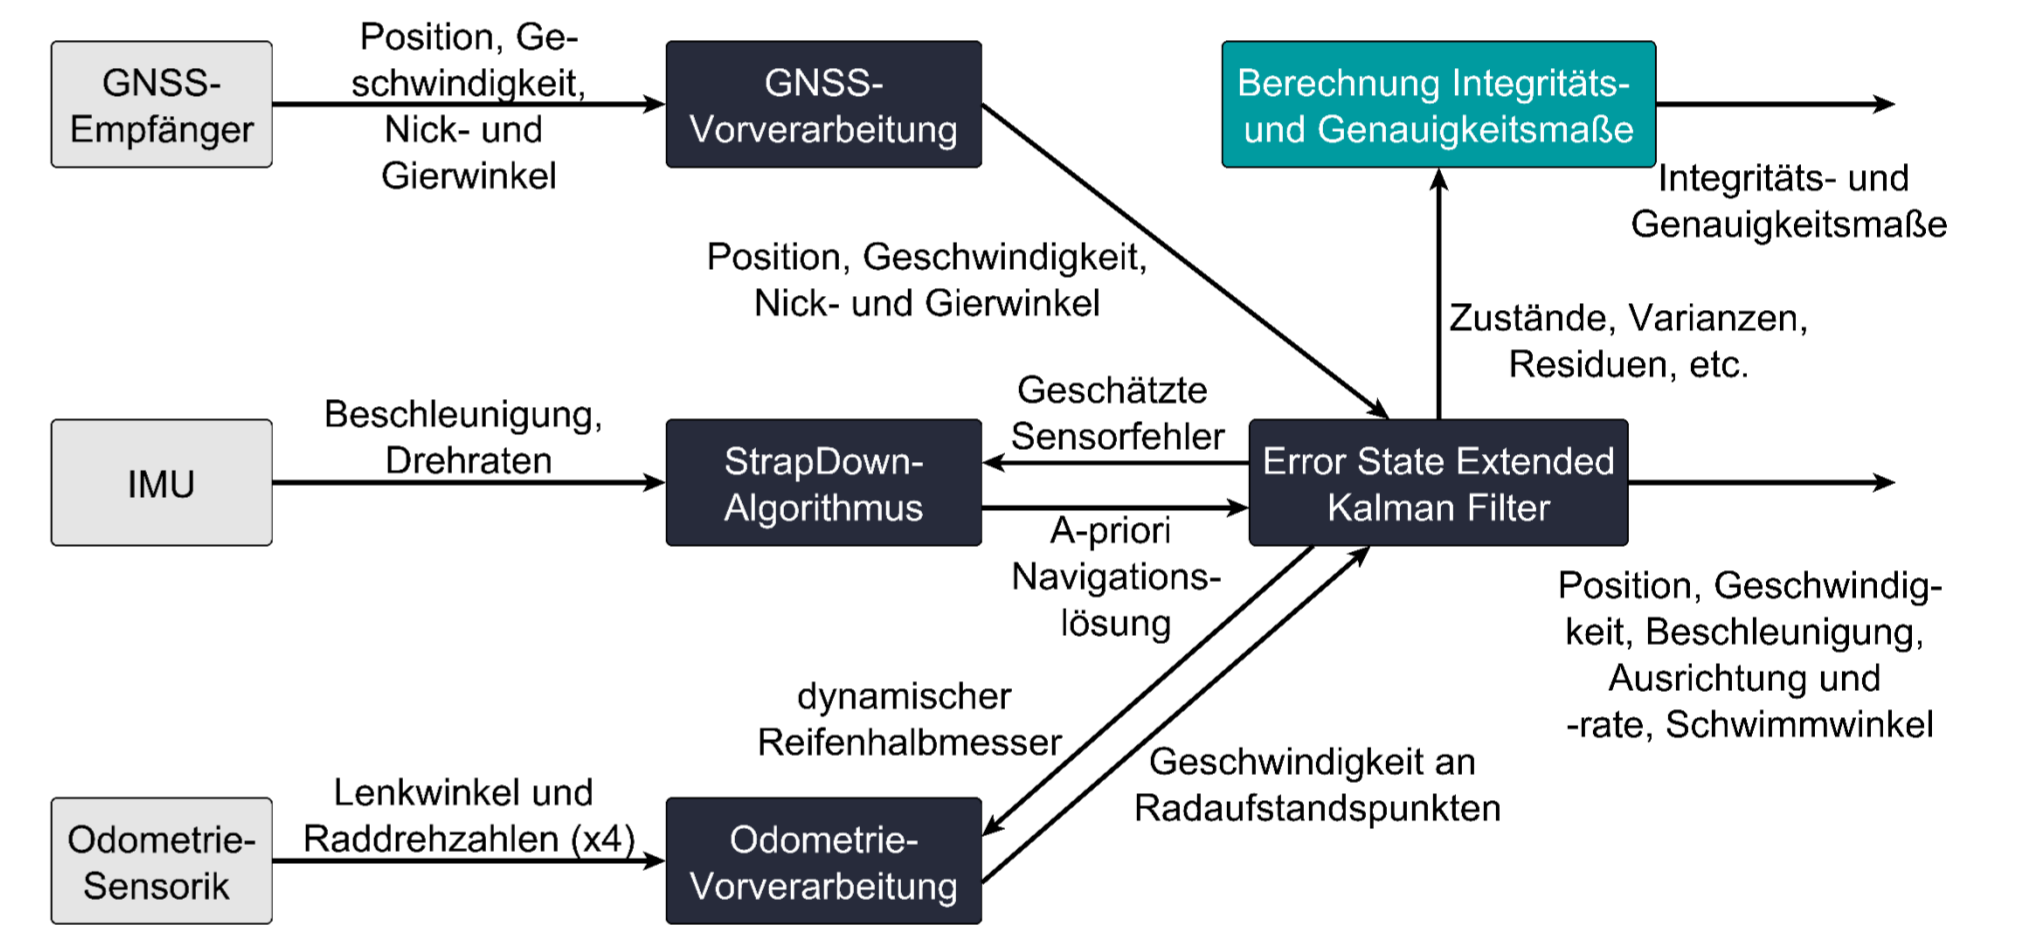 GNSS-
Empfänger
Position, Ge-
schwindigkeit,
Nick- und
Gierwinkel
GNSS-
Vorverarbeitung
Berechnung Integritäts-
und Genauigkeitsmaße
Integritäts- und
Genauigkeitsmaße
Position, Geschwindigkeit,
Nick- und Gierwinkel
Zustände, Varianzen,
Residuen, etc.
IMU
Beschleunigung,
Drehraten
StrapDown-
Algorithmus
Geschätzte
Sensorfehler
A-priori
Navigations-
lösung
Error State Extended
Kalman Filter
Position, Geschwindig-
keit, Beschleunigung,
Ausrichtung und
-rate, Schwimmwinkel
dynamischer
Reifenhalbmesser
Geschwindigkeit an
Radaufstandspunkten
Odometrie-
Sensorik
Lenkwinkel und
Raddrehzahlen (x4)
Odometrie-
Vorverarbeitung